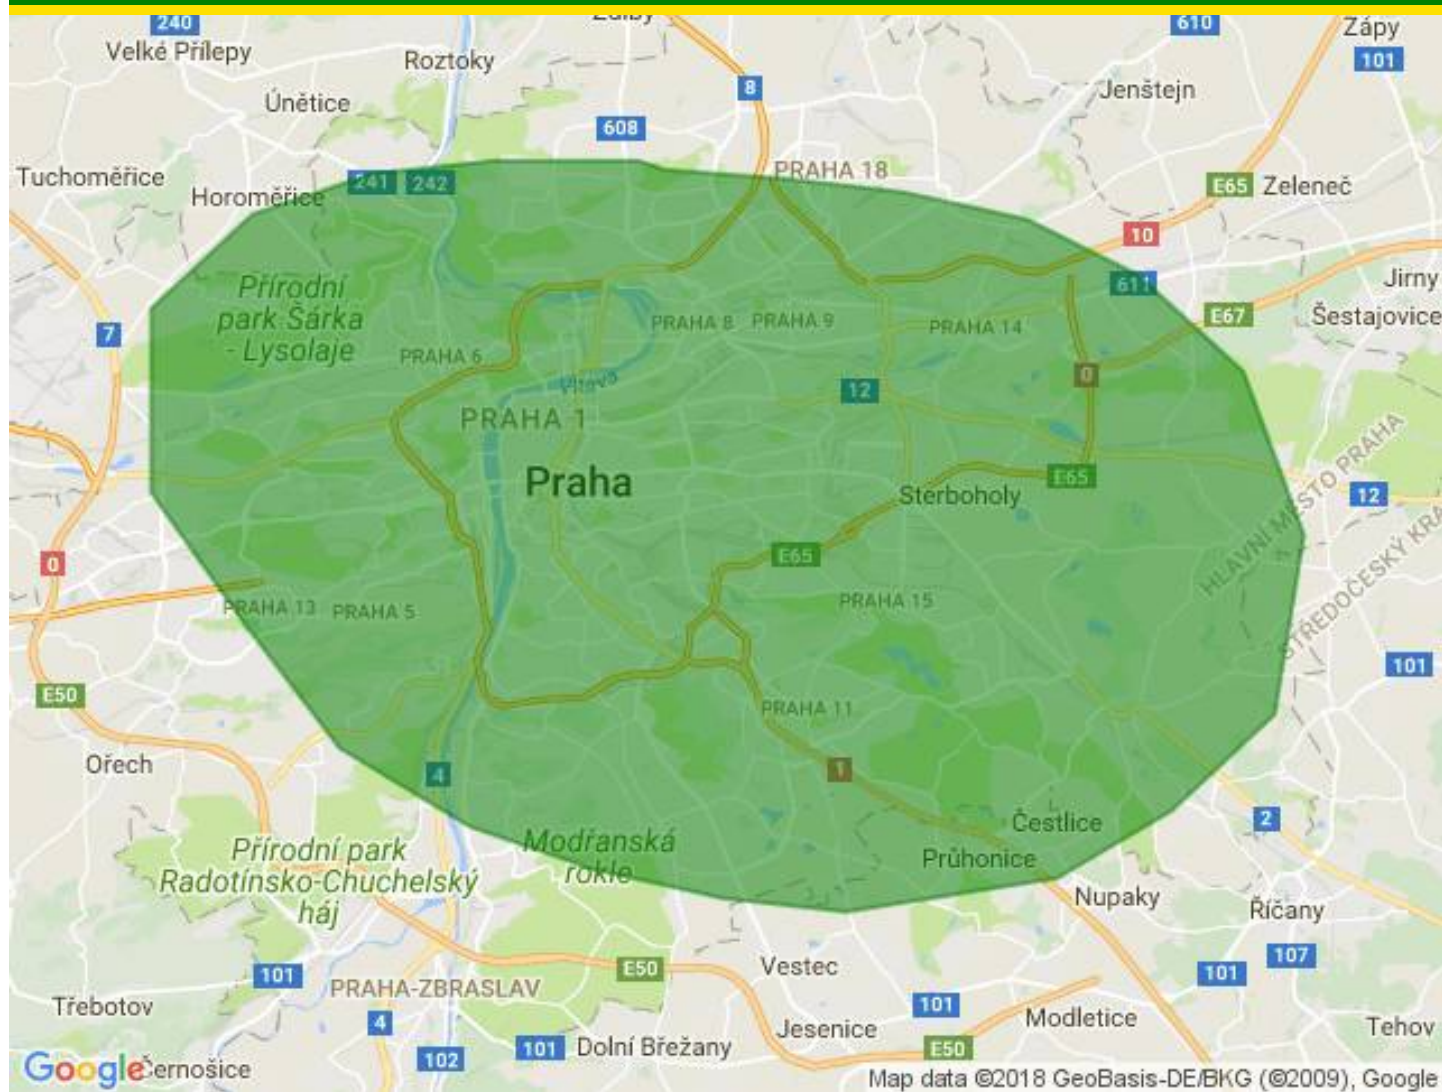 240
610
Zápy
Velké Přílepy
Roztoky
101
8
Jenštejn
Únětice
608
Tuchoměřice
Horoměřice
241
242
PRAHA 18
E65
Zeleneč
10
Přírodní
park Šárka
- Lysolaje
611
Jirny
7
PRAHA 8
PRAHA 9
PRAHA 14
E67
Šestajovice
PRAHA 6
Vltava
0
12
PRAHA 1
Praha
Sterboholy
E65
12
HLAVNÍ MĚSTO PRAHA
STŘEDOČESKÝ KRA
0
E65
PRAHA 13
PRAHA 5
PRAHA 15
101
E50
PRAHA 11
Ořech
4
1
2
Čestlice
Přírodní park
Radotínsko-Chuchelský
háj
Modřanská
rokle
Průhonice
Nupaky
Říčany
101
E50
Vestec
101
107
PRAHA-ZBRASLAV
Třebotov
4
101
Modletice
Jesenice
Tehov
102
101
Dolní Břežany
E50
Google
Černošice
Map data ©2018 GeoBasis-DE/BKG (©2009), Google